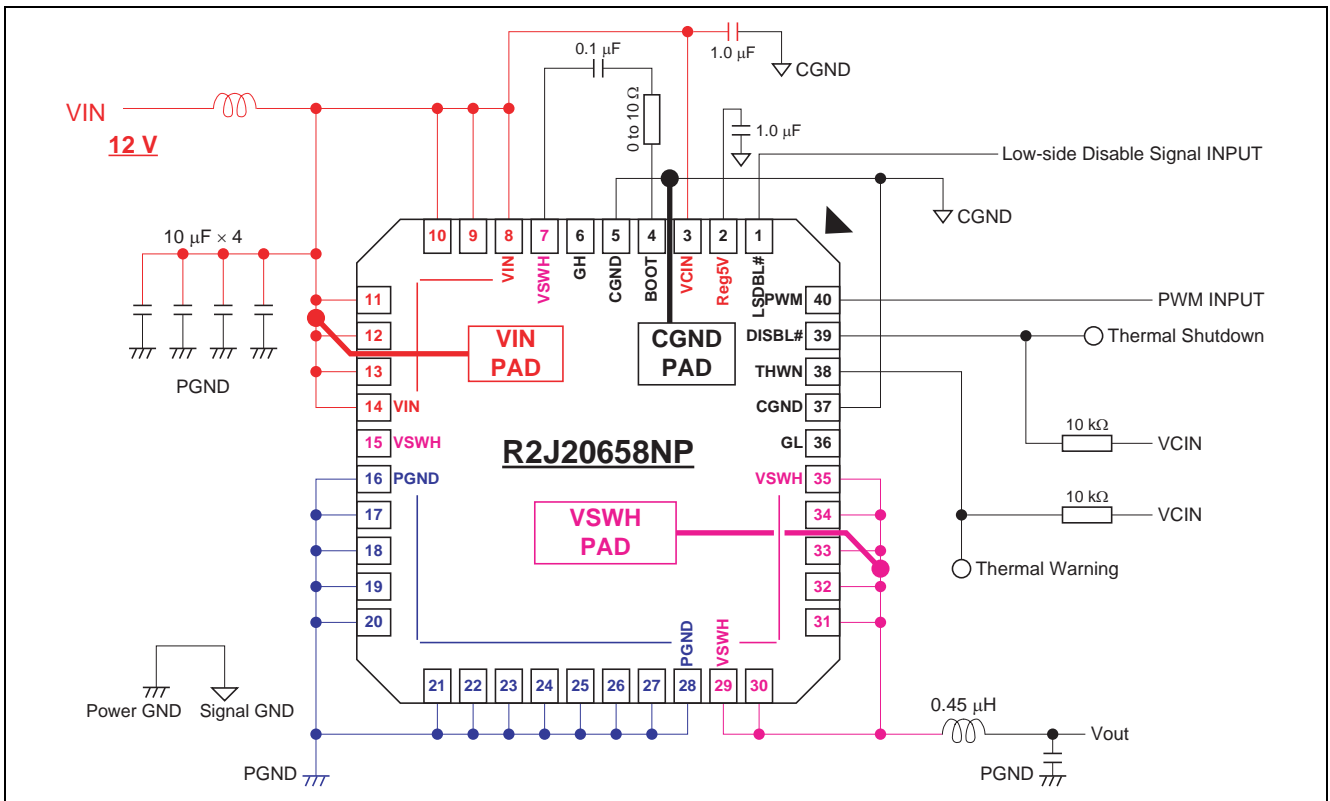 0.1 μF
1.0 μF
CGND
VIN
12 V
0 to 10 Ω
1.0 μF
Low-side Disable Signal INPUT
CGND
10 μF × 4
PGND
10
9
8
7
6
5
4
3
2
1
VIN
VSWH
GH
CGND
BOOT
VCIN
Reg5V
LSDBL#
11
12
13
14 VIN
15 VSWH
16 PGND
17
18
19
20
VIN
PAD
CGND
PAD
R2J20658NP
VSWH
PAD
PWM 40
DISBL# 39
THWN 38
CGND 37
GL 36
VSWH 35
34
33
32
31
PWM INPUT
Thermal Shutdown
10 kΩ
VCIN
10 kΩ
VCIN
Thermal Warning
PGND
VSWH
21
22
23
24
25
26
27
28
29
30
Power GND
Signal GND
PGND
0.45 μH
Vout
PGND